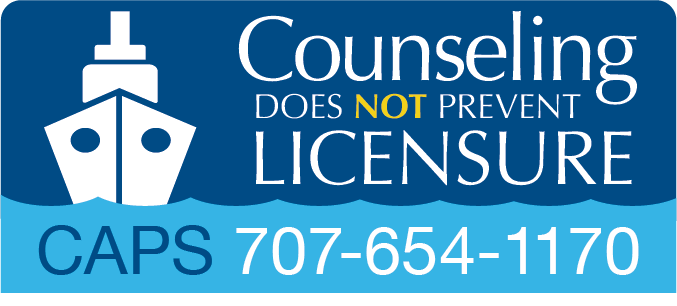 Counseling
DOES NOT PREVENT
LICENSURE
CAPS 707-654-1170